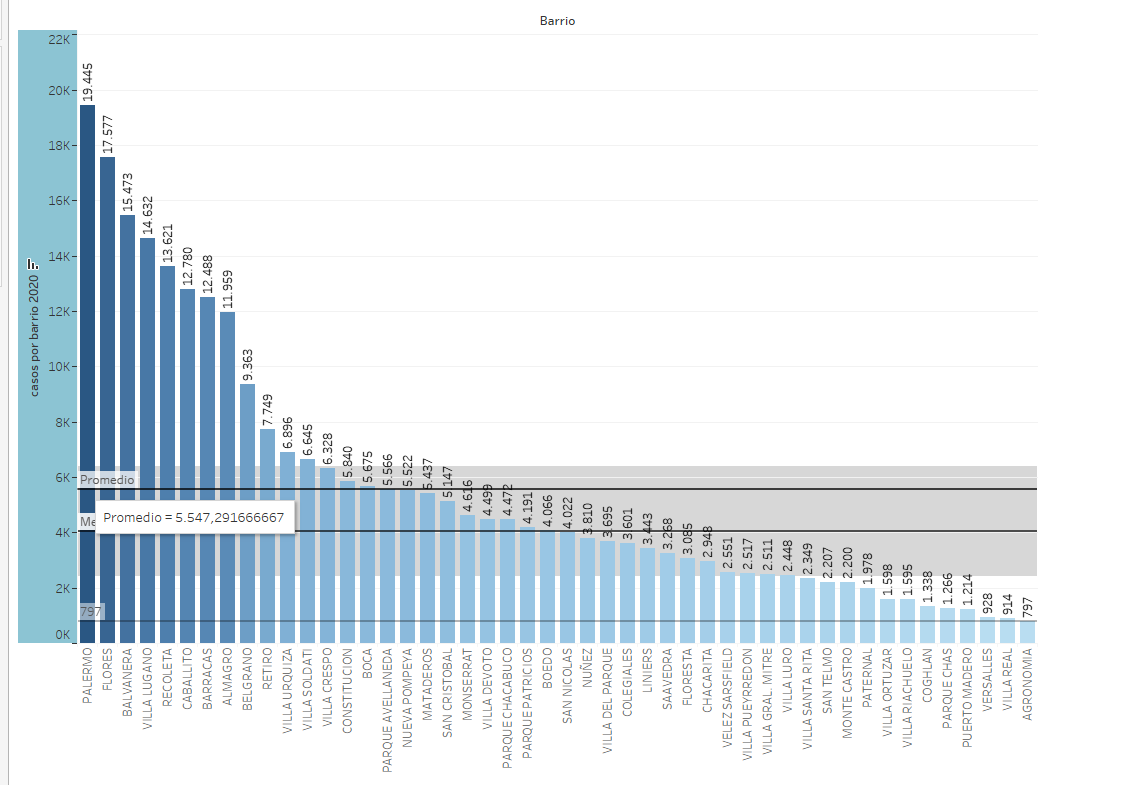 Barrio
casos por barrio 2020
22K
20K
18K
16K
14K
12K
10K
8K
6K
4K
2K
0K
19.445
17.577
15.473
14.632
13.621
12.780
12.488
11.959
9.363
7.749
6.896
6.645
6.328
5.840
5.675
5.566
5.522
5.437
5.147
4.616
4.499
4.472
4.191
4.066
4.022
3.810
3.695
3.601
3.443
3.268
3.085
2.948
2.551
2.517
2.511
2.448
2.349
2.207
2.200
1.978
1.598
1.595
1.338
1.266
1.214
928
914
797
Promedio
Me
Promedio = 5.547,291666667
797
PALERMO
FLORES
BALVANERA
VILLA LUGANO
RECOLETA
CABALLITO
BARRACAS
ALMAGRO
BELGRANO
RETIRO
VILLA URQUIZA
VILLA SOLDATI
VILLA CRESPO
CONSTITUCION
BOCA
PARQUE AVELLANEDA
NUEVA POMPEYA
MATADEROS
SAN CRISTOBAL
MONSERRAT
VILLA DEVOTO
PARQUE CHACABUCO
PARQUE PATRICIOS
BOEDO
SAN NICOLAS
NUÑEZ
VILLA DEL PARQUE
COLEGIALES
LINIERS
SAAVEDRA
FLORESTA
CHACARITA
VELEZ SARSFIELD
VILLA PUEYRREDON
VILLA GRAL. MITRE
VILLA LURO
VILLA SANTA RITA
SAN TELMO
MONTE CASTRO
PATERNAL
VILLA ORTUZAR
VILLA RIACHUELO
COGHLAN
PARQUE CHAS
PUERTO MADERO
VERSALLES
VILLA REAL
AGRONOMIA